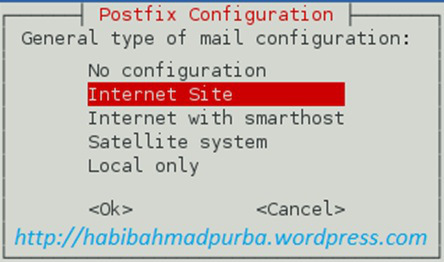 Postfix Configuration
General type of mail configuration:
No configuration
Internet Site
Internet with smarthost
Satellite system
Local only
<Ok> <Cancel>
http://habibahmadpurba.wordpress.com